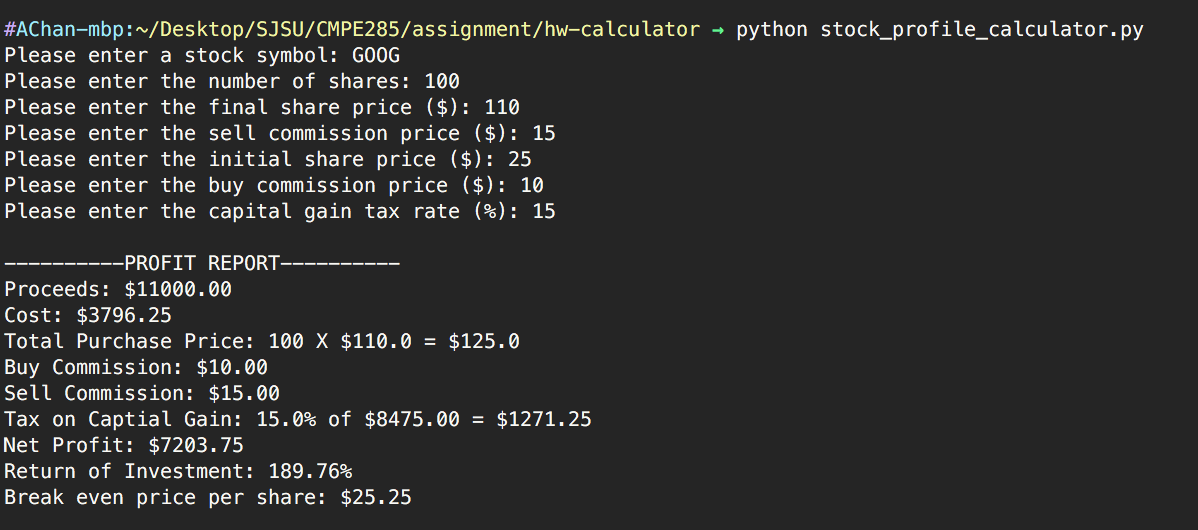 #AChan-mbp:~/Desktop/SJSU/CMPE285/assignment/hw-calculator → python stock_profile_calculator.py
Please enter a stock symbol: GOOG
Please enter the number of shares: 100
Please enter the final share price ($): 110
Please enter the sell commission price ($): 15
Please enter the initial share price ($): 25
Please enter the buy commission price ($): 10
Please enter the capital gain tax rate (%): 15
----------PROFIT REPORT----------
Proceeds: $11000.00
Cost: $3796.25
Total Purchase Price: 100 X $110.0 = $125.0
Buy Commission: $10.00
Sell Commission: $15.00
Tax on Captial Gain: 15.0% of $8475.00 = $1271.25
Net Profit: $7203.75
Return of Investment: 189.76%
Break even price per share: $25.25